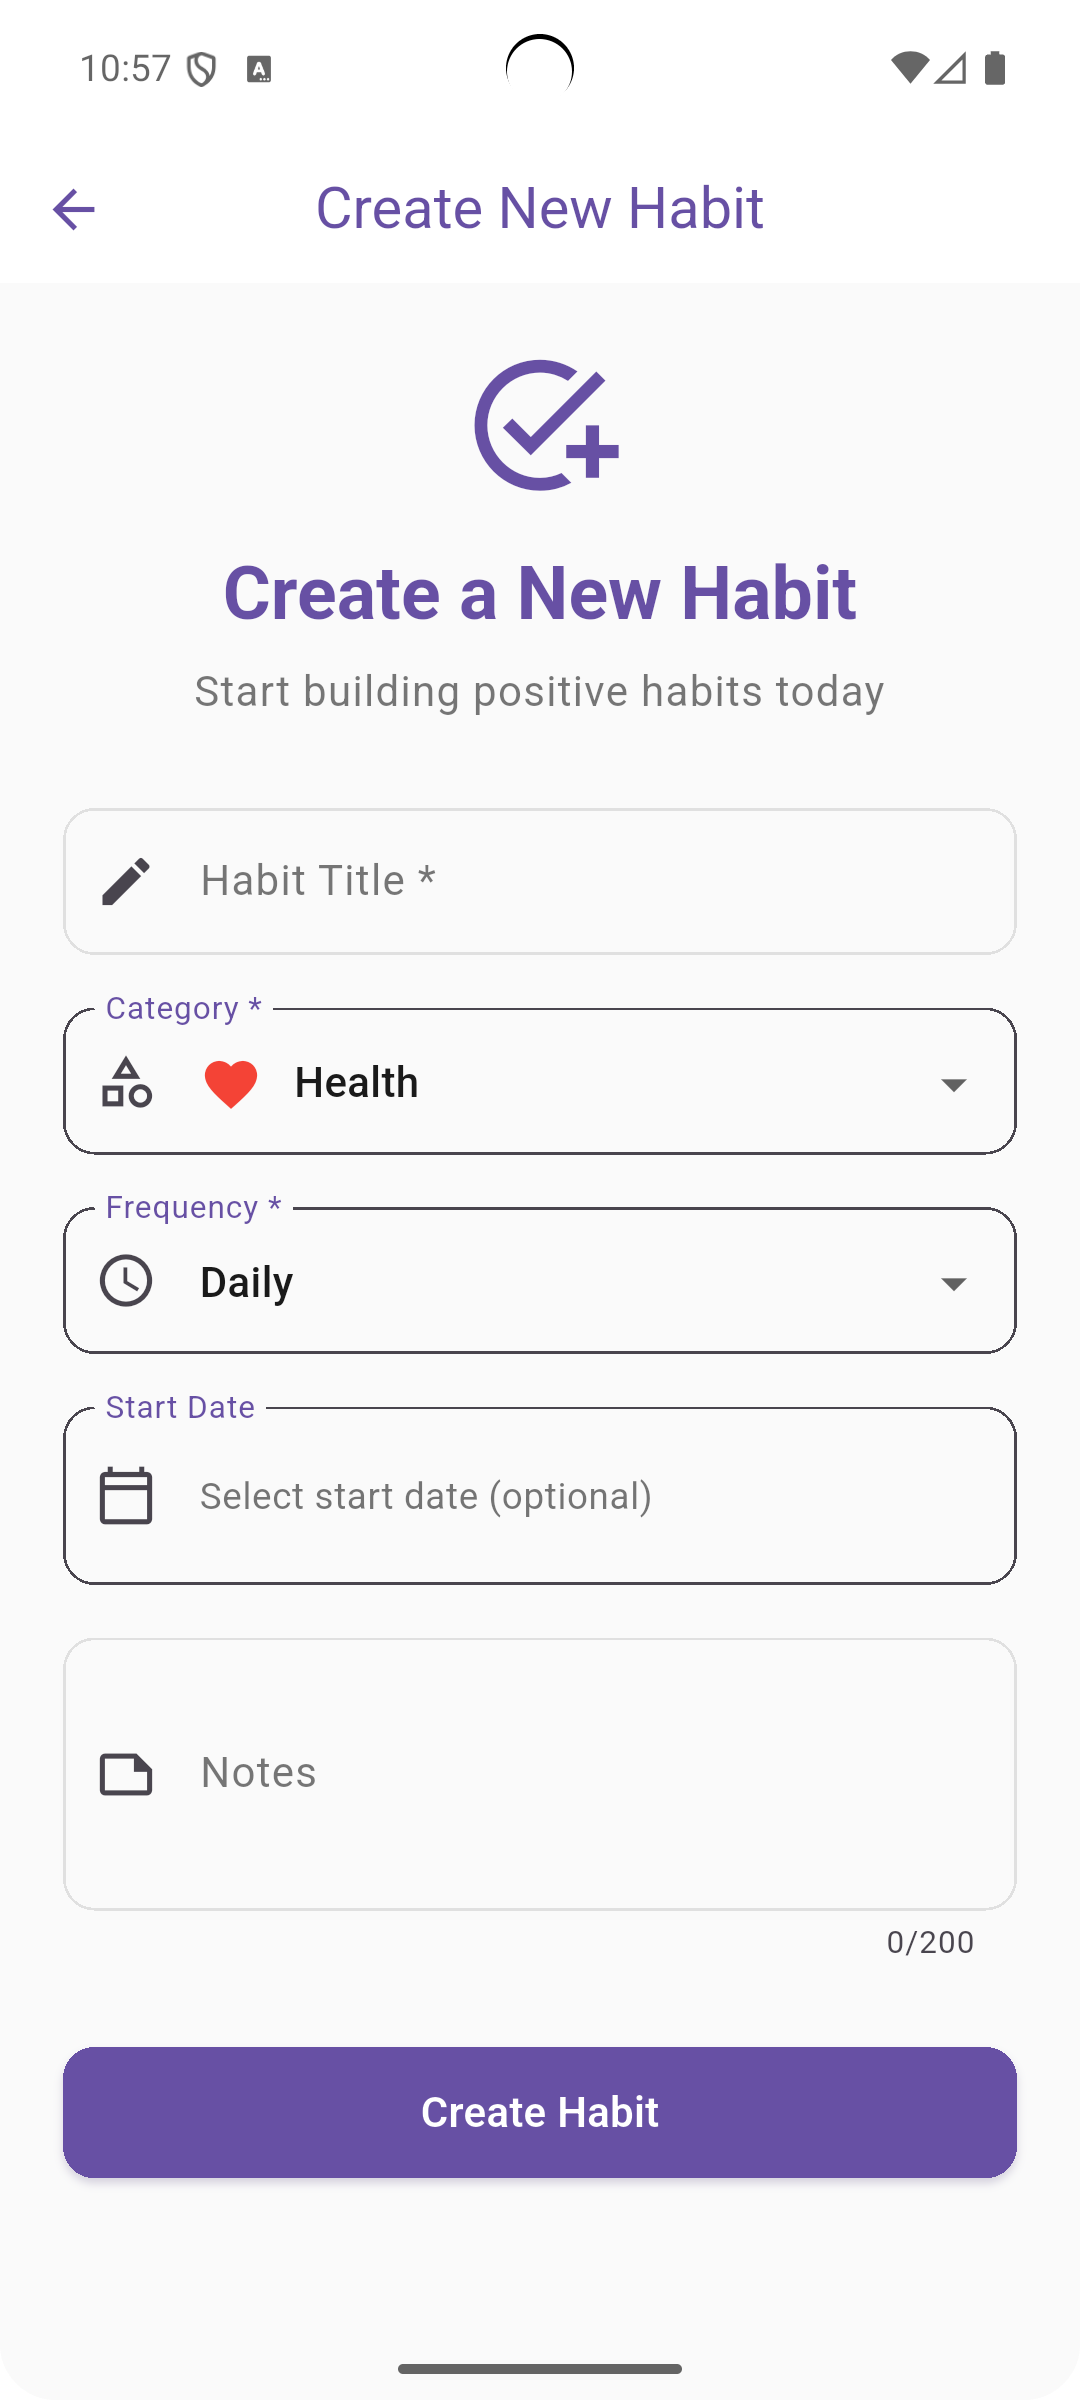 10:57
Create New Habit
Create a New Habit
Start building positive habits today
Habit Title *
Category *
Health
Frequency *
Daily
Start Date
Select start date (optional)
Notes
0/200
Create Habit